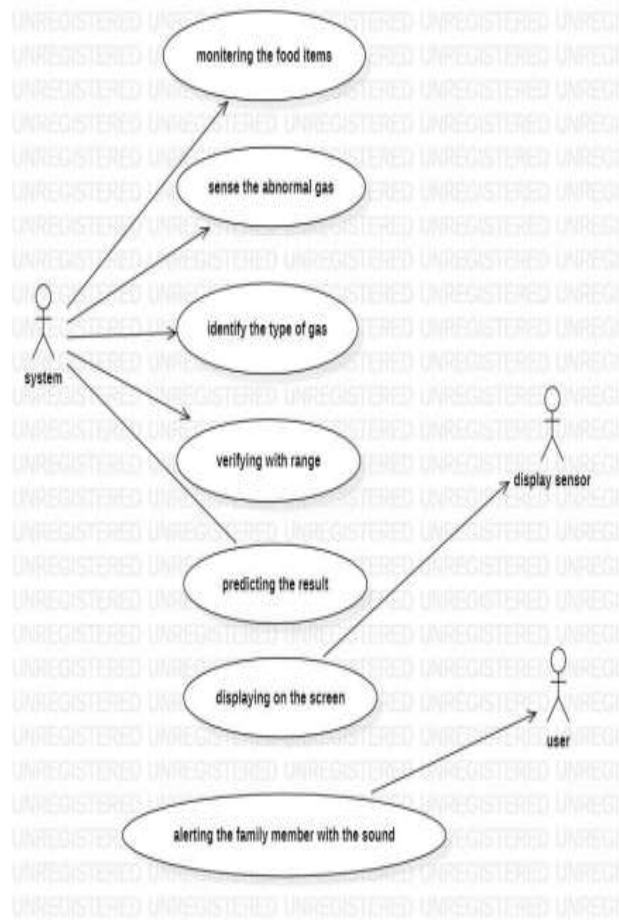 monitering the food items
sense the abnormal gas
identify the type of gas
system
verifying with range
display sensor
predicting the result
displaying on the screen
user
alerting the family member with the sound
UNREGISTERED